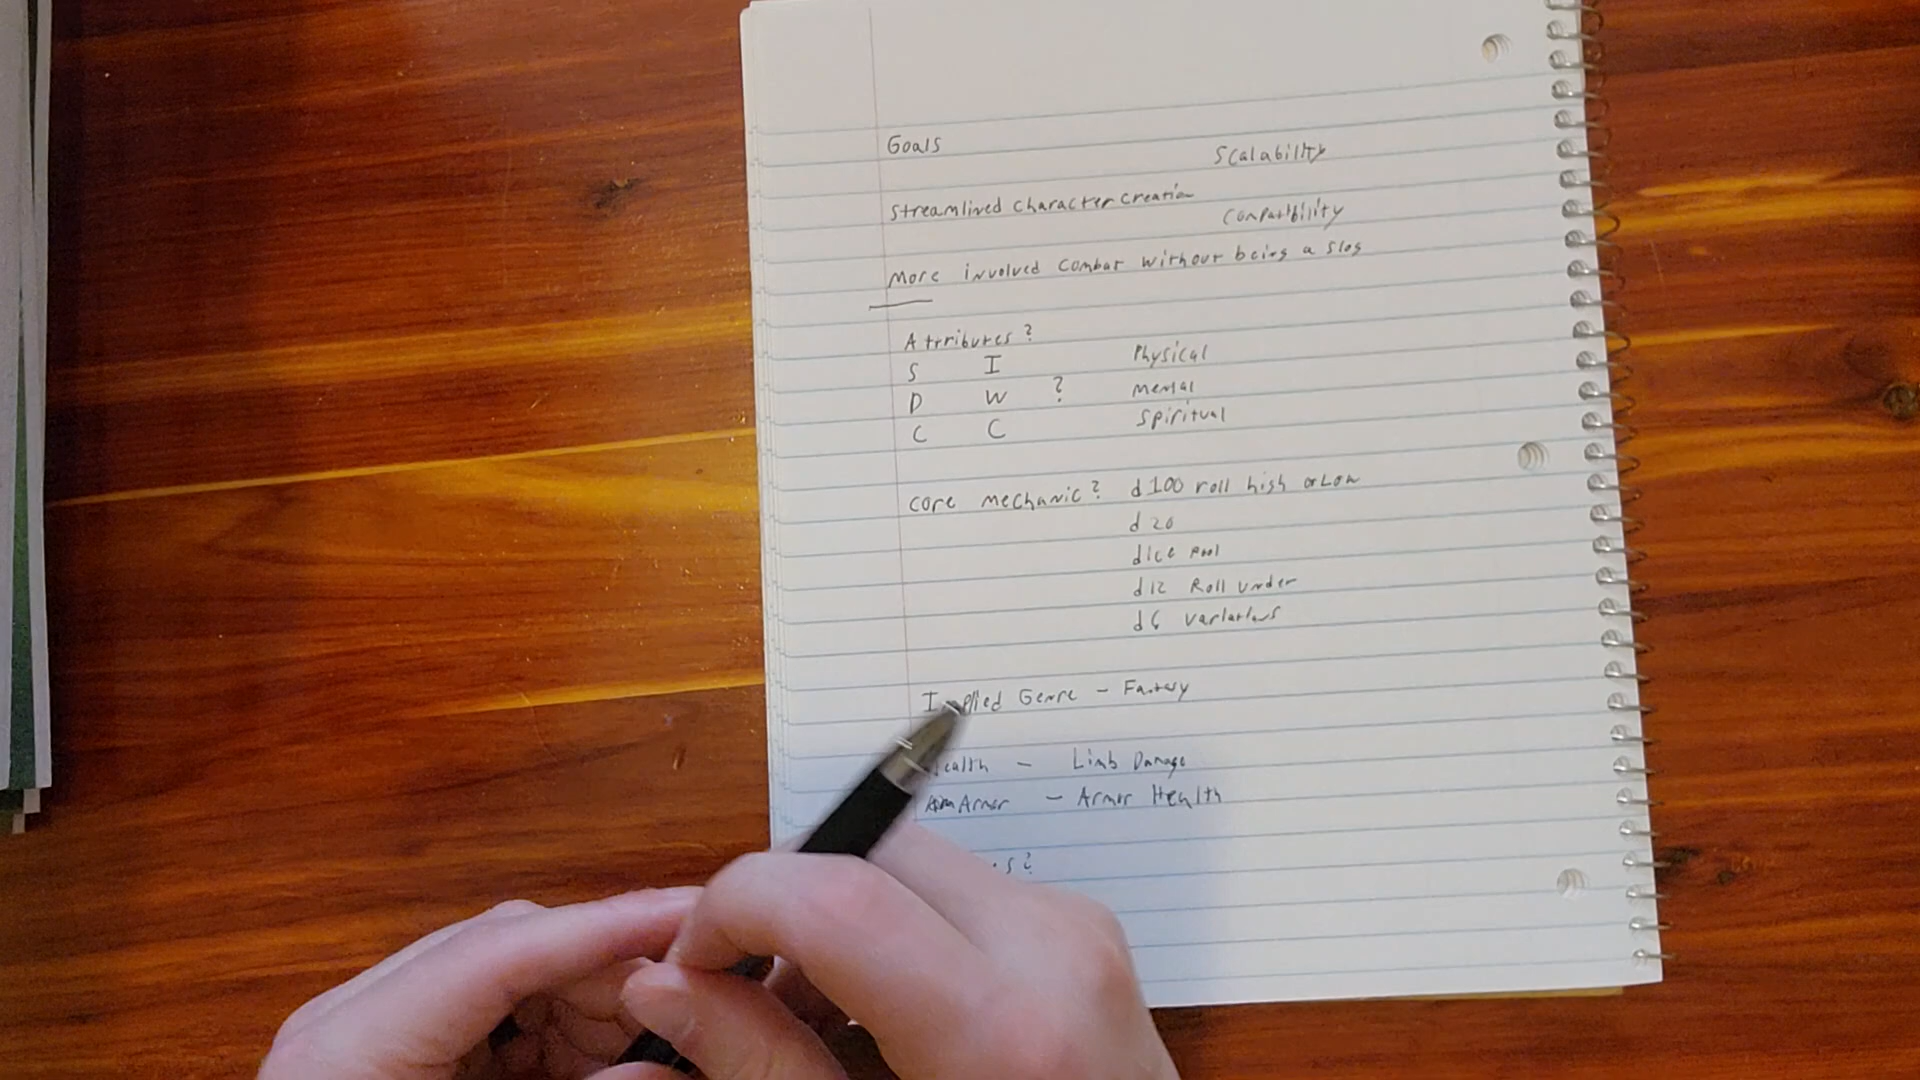 Goals
Scalability
Streamlined Character Creation
Compatibility
More involved Combat without being a slog
Attributes?
S I Physical
D W ? Mental
C C Spiritual
Core mechanic? d100 roll high or Low
d20
dice pool
d12 Roll under
d6 variations
Implied Genre - Fantasy
Health - Limb Damage
Armor - Armor Health